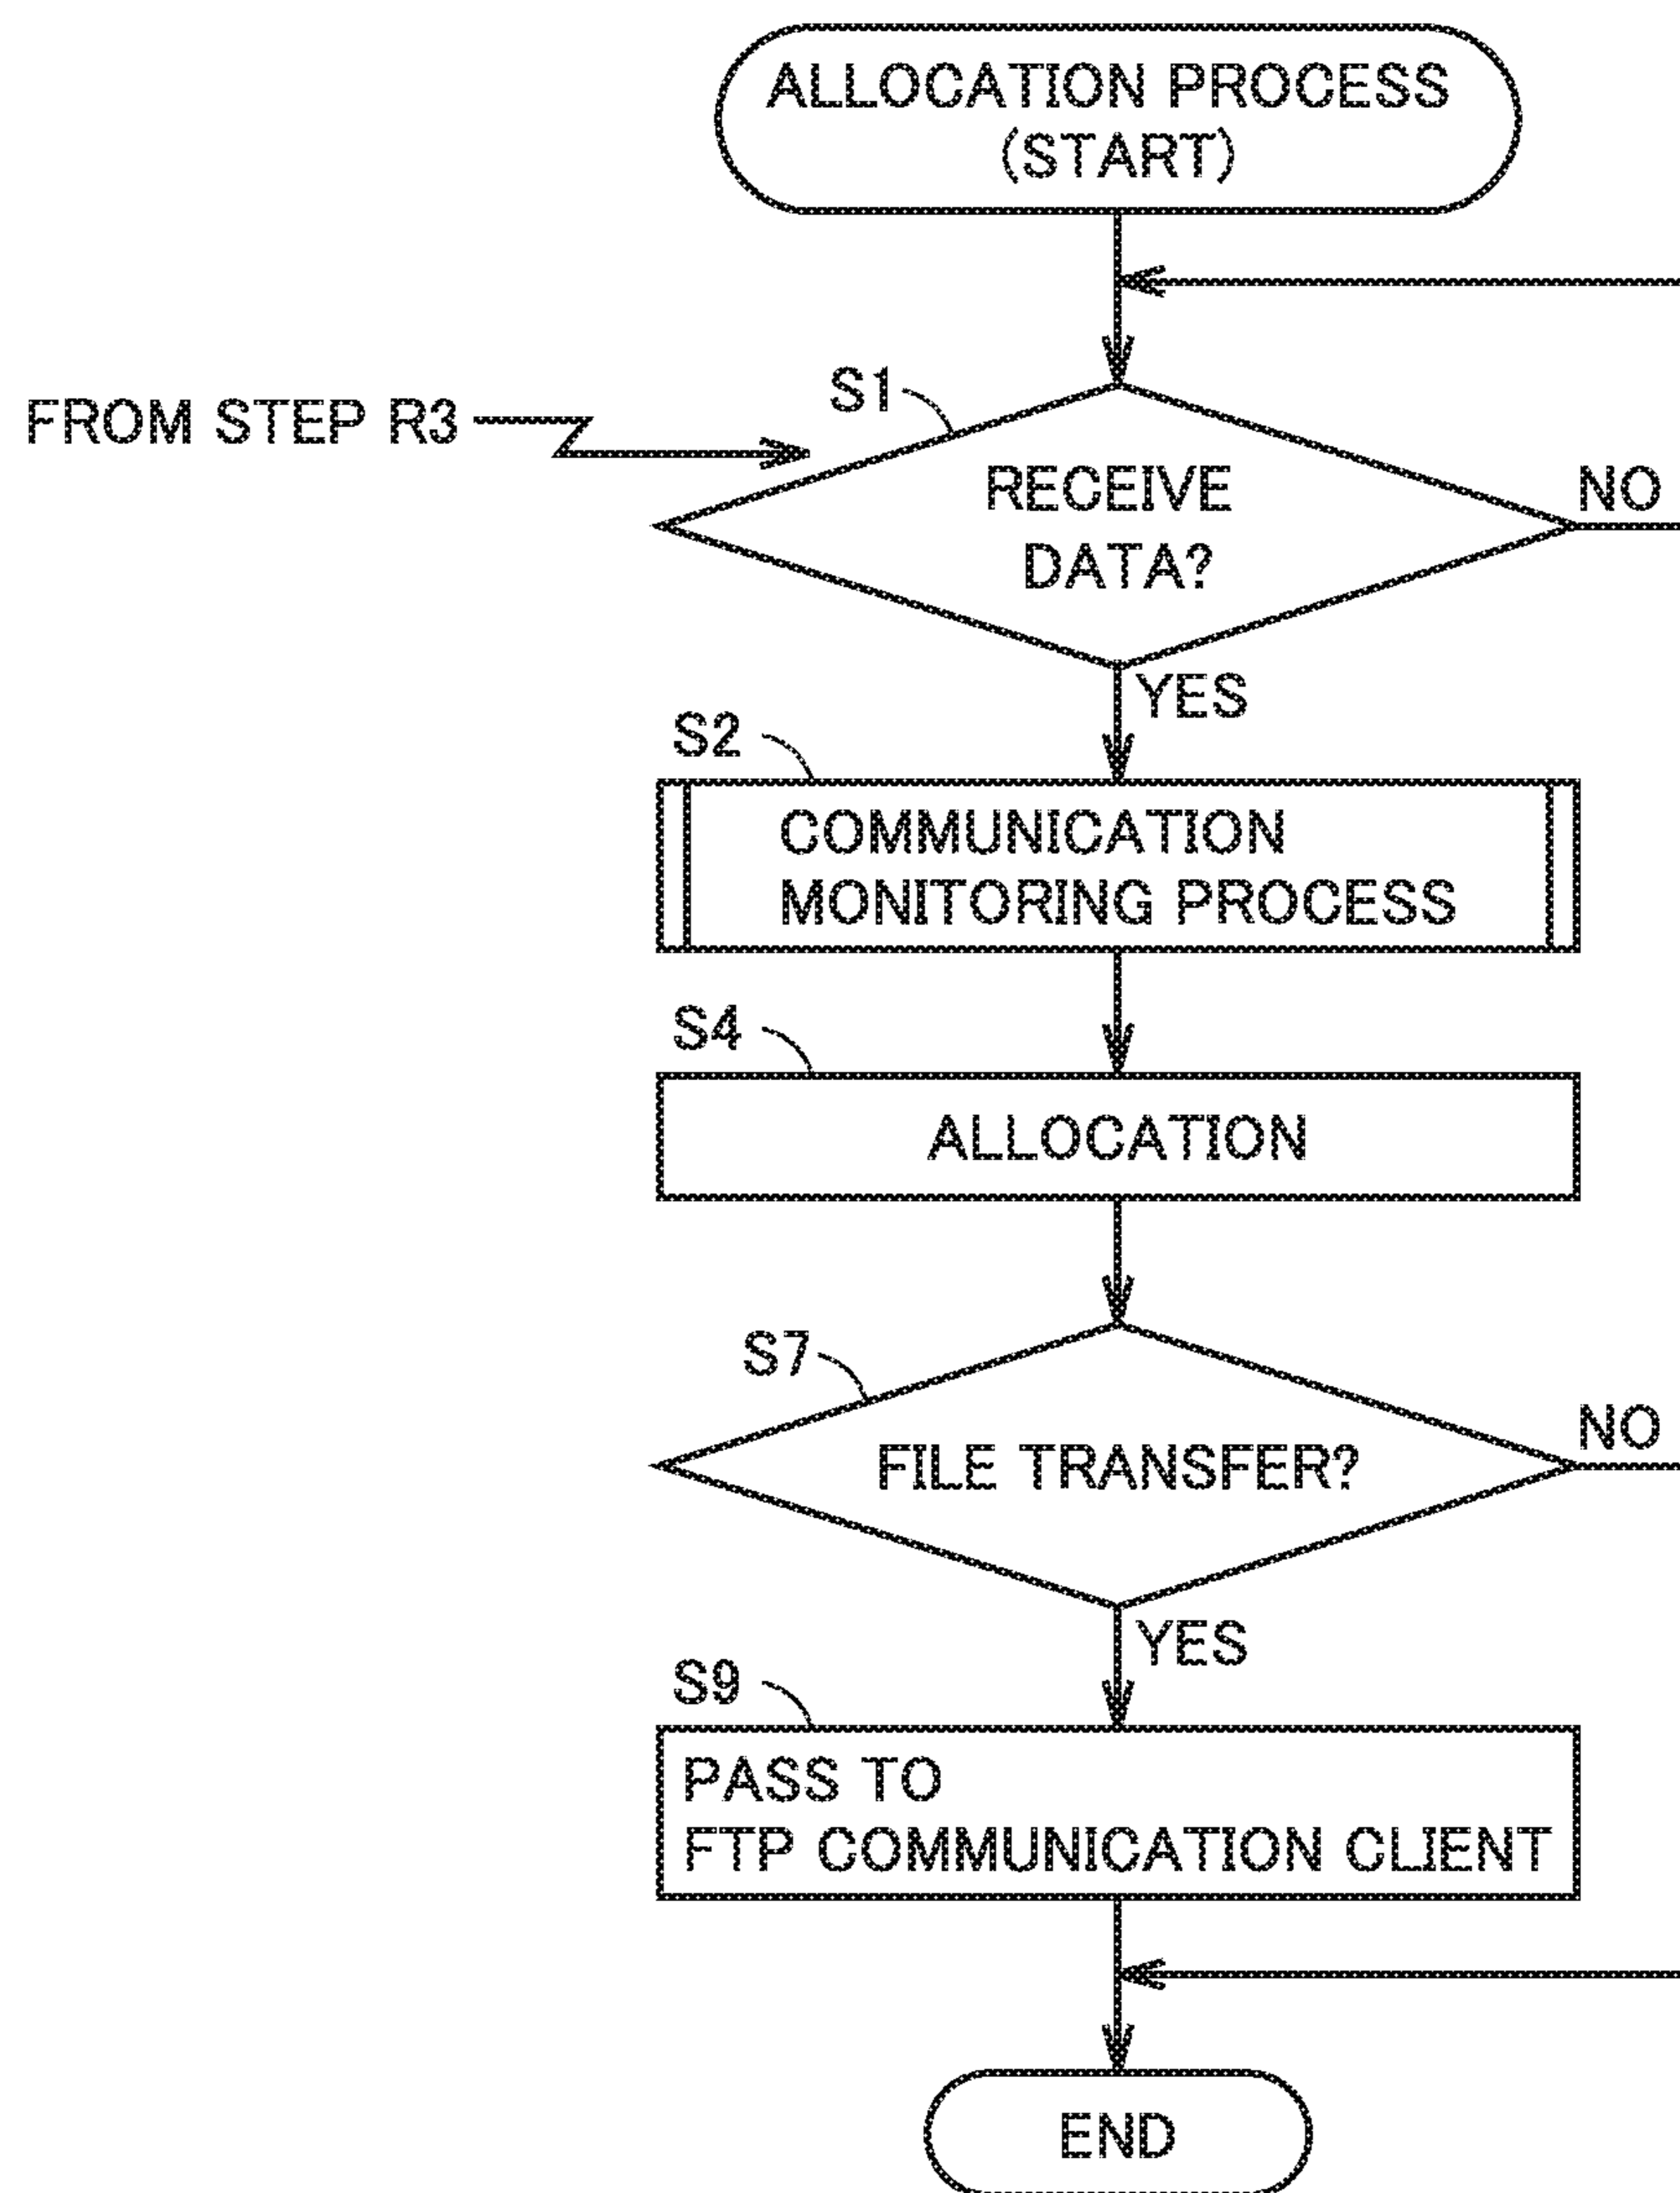 ALLOCATION PROCESS
(START)
FROM STEP R3
S1
RECEIVE
DATA?
NO
YES
S2
COMMUNICATION
MONITORING PROCESS
S4
ALLOCATION
S7
FILE TRANSFER?
NO
YES
S9
PASS TO
FTP COMMUNICATION CLIENT
END